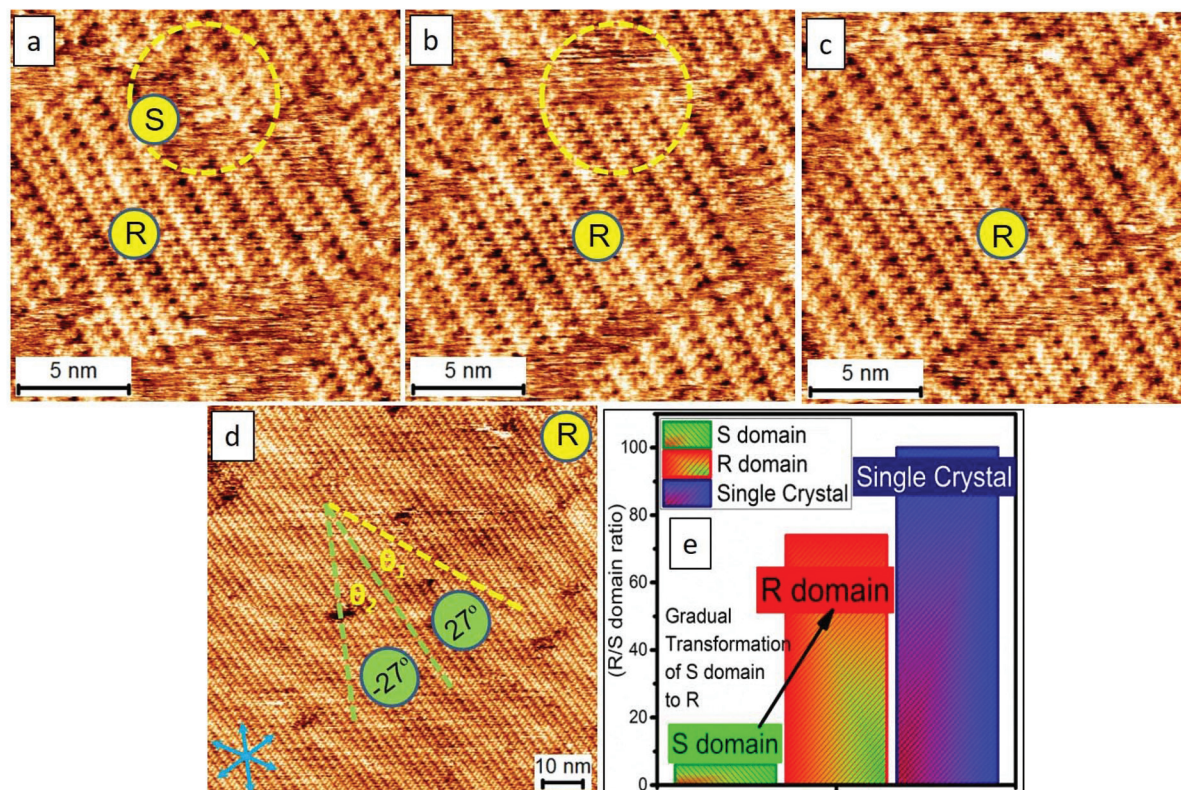 a
S
R
5 nm
b
R
5 nm
c
R
5 nm
d
R
θ₁
θ₂
27°
-27°
10 nm
(R/S domain ratio)
100
80
60
40
20
0
S domain
R domain
Single Crystal
Single Crystal
e
R domain
Gradual
Transformation
of S domain
to R
S domain